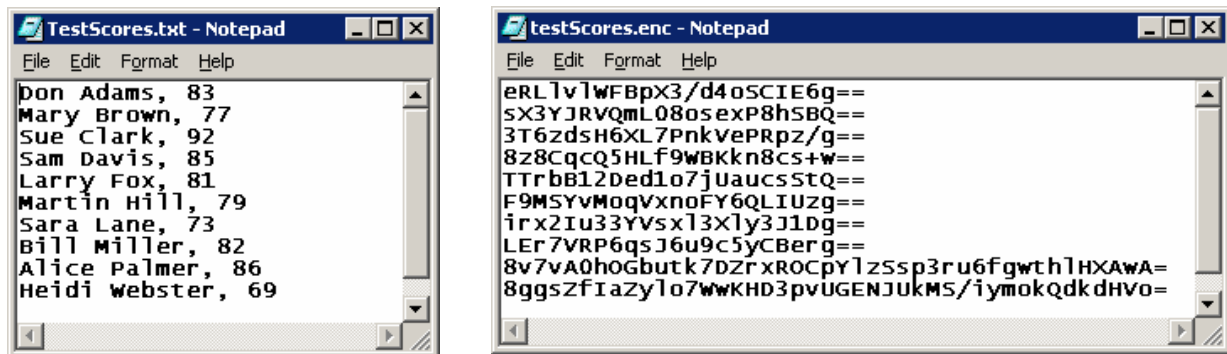 TestScores.txt - Notepad
File Edit Format Help
Don Adams, 83
Mary Brown, 77
Sue Clark, 92
Sam Davis, 85
Larry Fox, 81
Martin Hill, 79
Sara Lane, 73
Bill Miller, 82
Alice Palmer, 86
Heidi Webster, 69
testScores.enc - Notepad
File Edit Format Help
eRLlvlWFBpX3/d4oSCIE6g==
sX3YJRVQmL08osexP8hSBQ==
3T6zdsH6XL7PnkVePRpz/g==
8z8CqcQ5HLf9WBKkn8cs+w==
TTrbB12Ded1o7jUaucsStQ==
F9MSYvMoqVxnoFY6QLIUzg==
irx2Iu33YVsxl3Xly3J1Dg==
LEr7VRP6qsJ6u9c5yCBerg==
8v7vA0hOGbutk7DZrxROCpYlzSsp3ru6fgwthlHXAwA=
8ggsZfIaZylo7WwKHD3pvUGENJUkMS/iymokQdkdHVo=